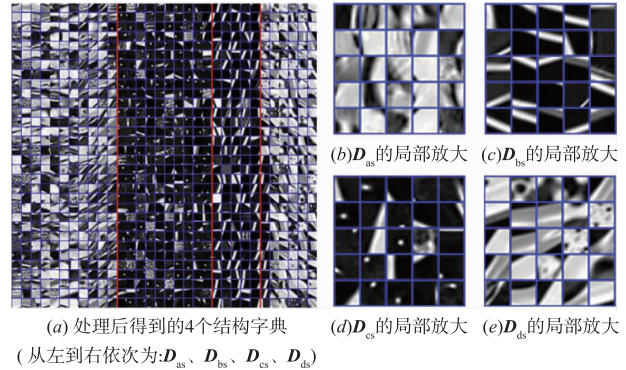 (b)Das的局部放大
(c)Dbs的局部放大
(a) 处理后得到的4个结构字典
(d)Dcs的局部放大
(e)Dds的局部放大
( 从左到右依次为:Das、Dbs、Dcs、Dds)